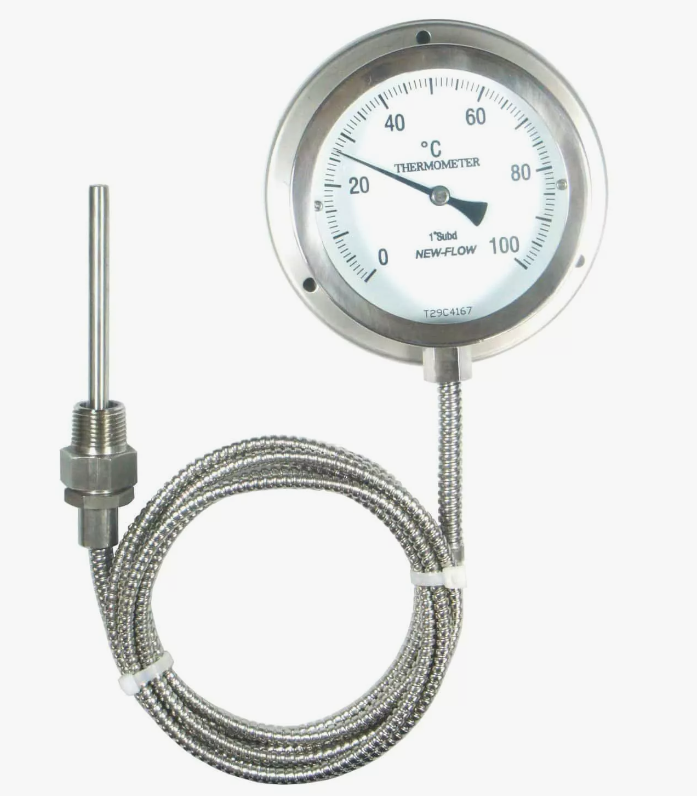 40 60
°C
THERMOMETER
20 80
1°Subd
NEW-FLOW
0 100
T29C4167